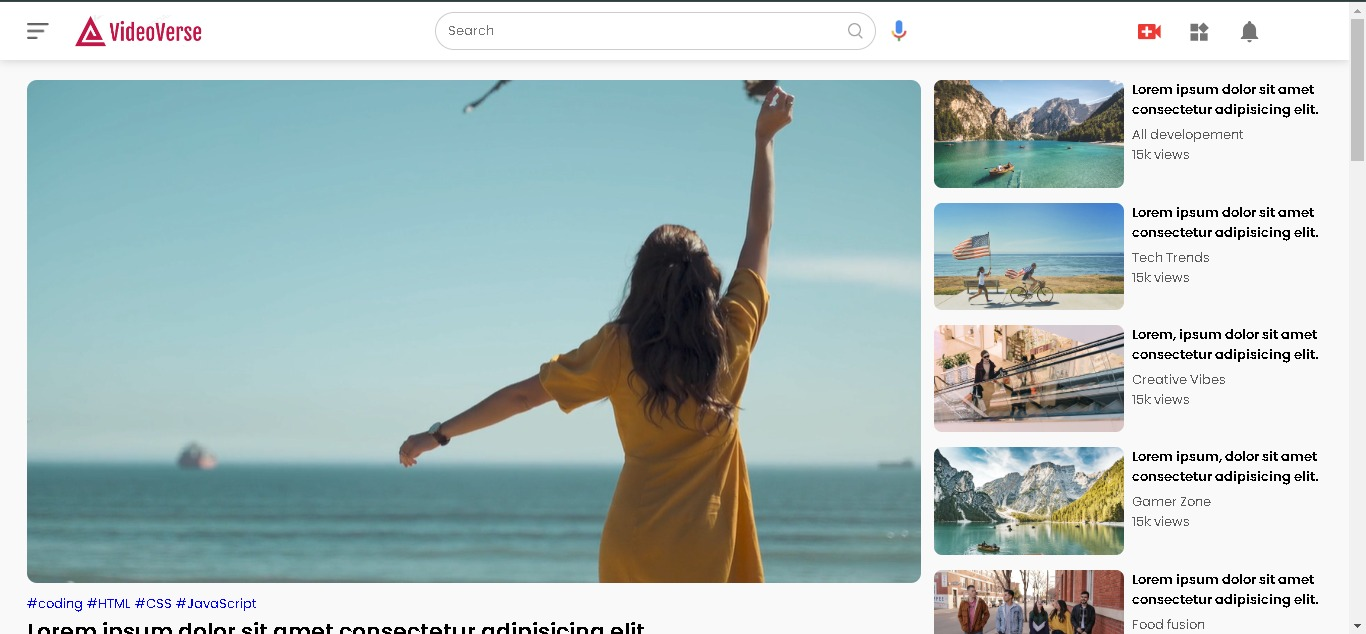 VideoVerse
Search
#coding #HTML #CSS #JavaScript
Lorem ipsum dolor sit amet consectetur adipisicing elit.
Lorem ipsum dolor sit amet
consectetur adipisicing elit.
All developement
15k views
Lorem ipsum dolor sit amet
consectetur adipisicing elit.
Tech Trends
15k views
Lorem, ipsum dolor sit amet
consectetur adipisicing elit.
Creative Vibes
15k views
Lorem ipsum, dolor sit amet
consectetur adipisicing elit.
Gamer Zone
15k views
Lorem ipsum dolor sit amet
consectetur adipisicing elit.
Food fusion